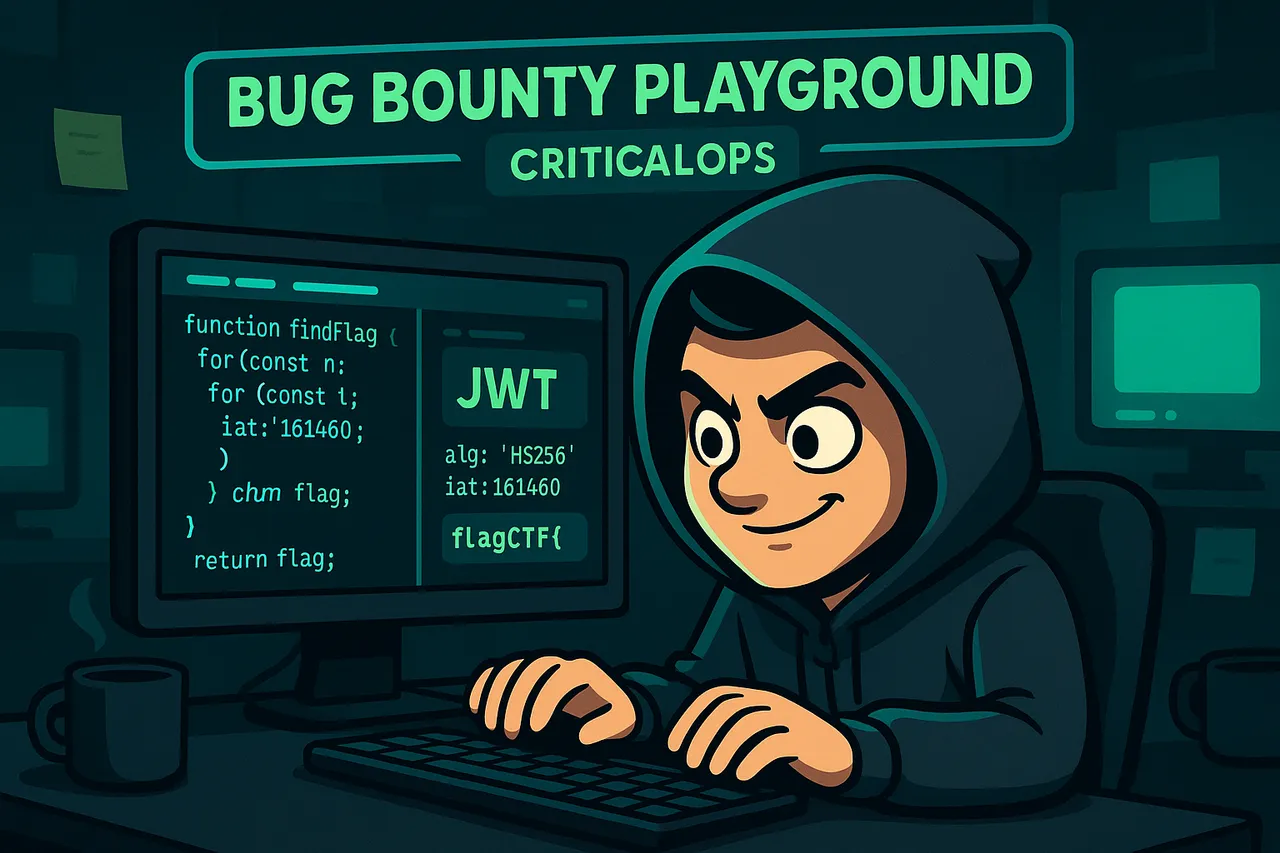 BUG BOUNTY PLAYGROUND
CRITICALOPS
function findFlag {
for(const n:
for (const i;
iat:'161460;
)
} chm flag;
}
return flag;
JWT
alg: 'HS256'
iat:161460
flagCTF{